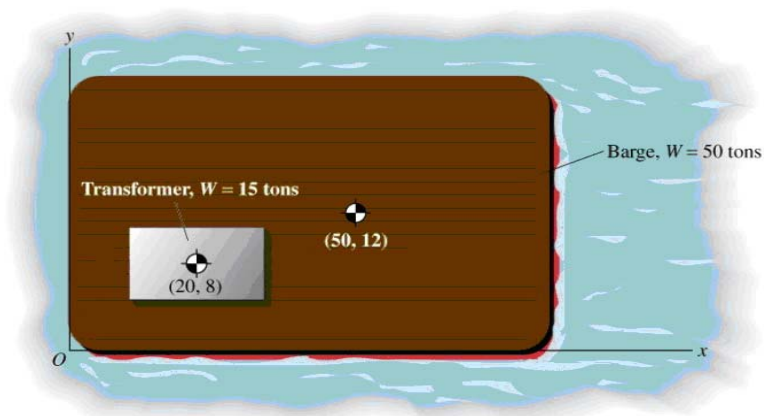 y
Barge, W = 50 tons
Transformer, W = 15 tons
(50, 12)
(20, 8)
O
x